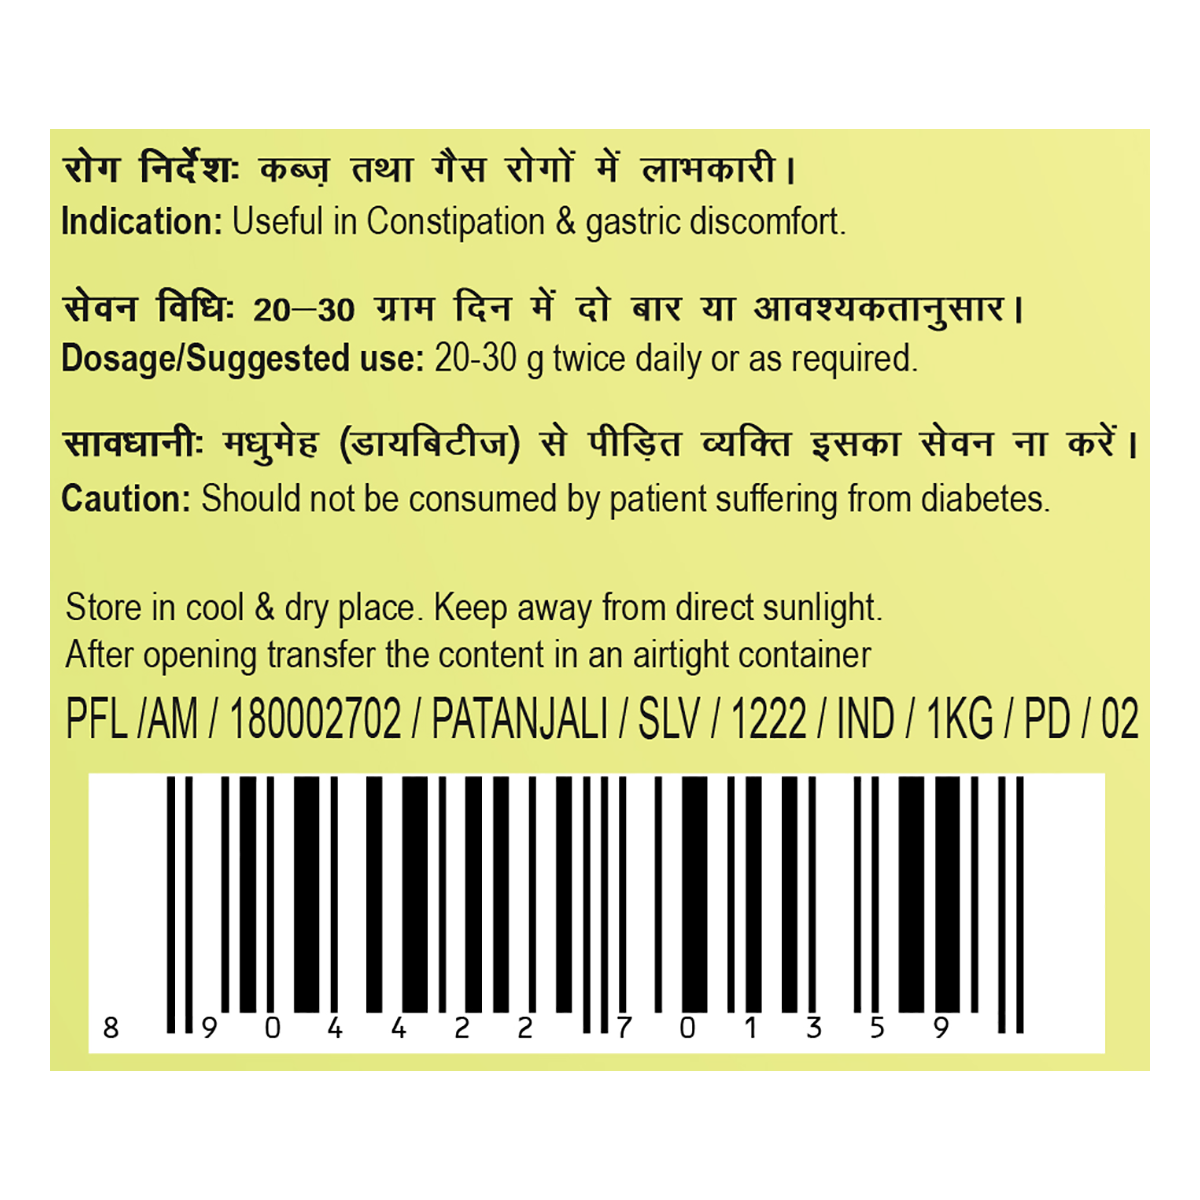 रोग निर्देशः कब्ज़ तथा गैस रोगों में लाभकारी।
Indication: Useful in Constipation & gastric discomfort.
सेवन विधिः 20–30 ग्राम दिन में दो बार या आवश्यकतानुसार।
Dosage/Suggested use: 20-30 g twice daily or as required.
सावधानीः मधुमेह (डायबिटीज) से पीड़ित व्यक्ति इसका सेवन ना करें।
Caution: Should not be consumed by patient suffering from diabetes.
Store in cool & dry place. Keep away from direct sunlight.
After opening transfer the content in an airtight container
PFL /AM / 180002702 / PATANJALI / SLV / 1222 / IND / 1KG / PD / 02
8 904422 701359